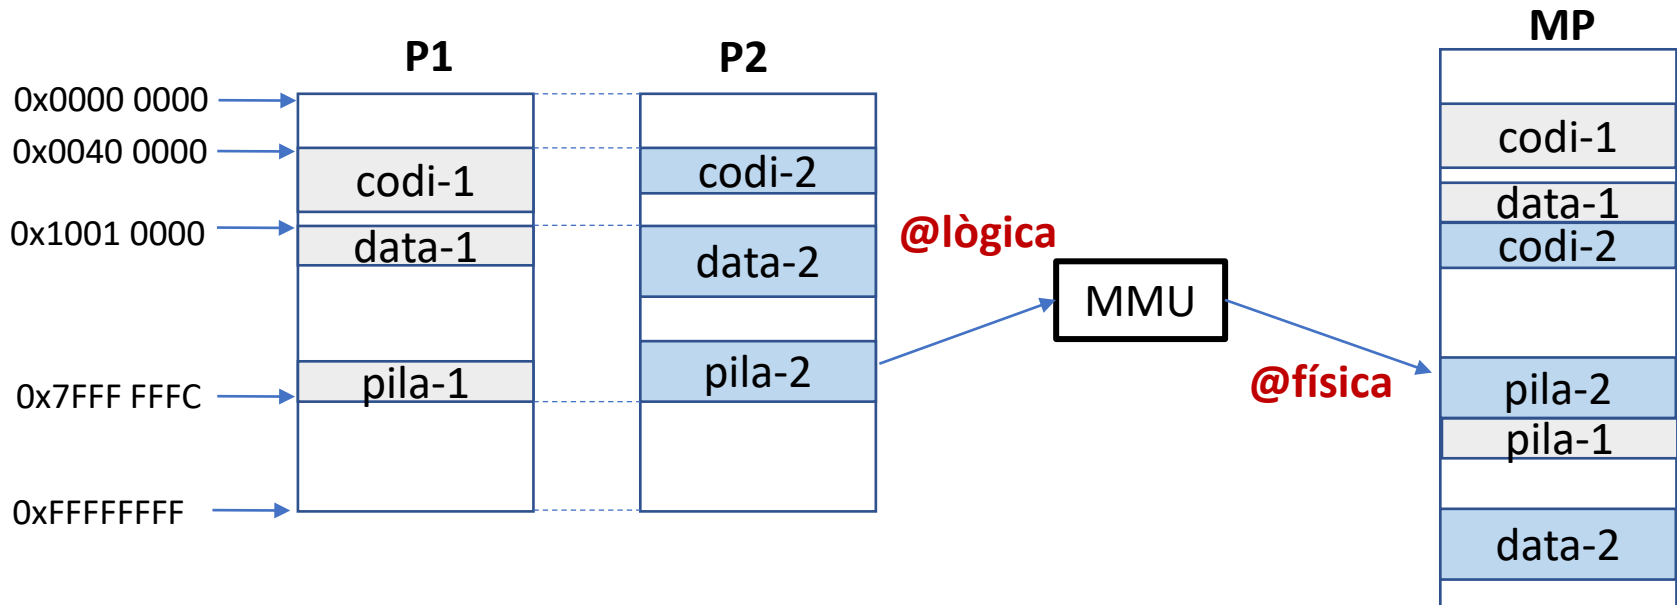 P1
P2
MP
0x0000 0000
0x0040 0000
0x1001 0000
0x7FFF FFFC
0xFFFFFFFF
codi-1
data-1
pila-1
codi-2
data-2
pila-2
@lògica
MMU
@física
codi-1
data-1
codi-2
pila-2
pila-1
data-2